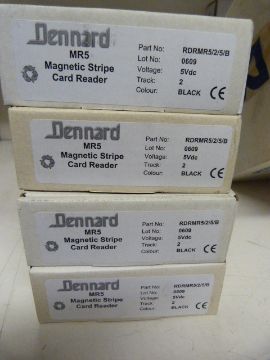 Dennard
MR5
Magnetic Stripe
Card Reader
Part No: RDRMR5/2/5/B
Lot No: 0609
Voltage: 5Vdc
Track: 2
Colour: BLACK CE
Dennard
MR5
Magnetic Stripe
Card Reader
Part No: RDRMR5/2/5/B
Lot No: 0609
Voltage: 5Vdc
Track: 2
Colour: BLACK CE
Dennard
MR5
Magnetic Stripe
Card Reader
Part No: RDRMR5/2/5/B
Lot No: 0609
Voltage: 5Vdc
Track: 2
Colour: BLACK CE
Dennard
MR5
Magnetic Stripe
Card Reader
Part No:
Lot No: 0609
Voltage: 5Vdc
Track: 2
Colour: BLACK CE